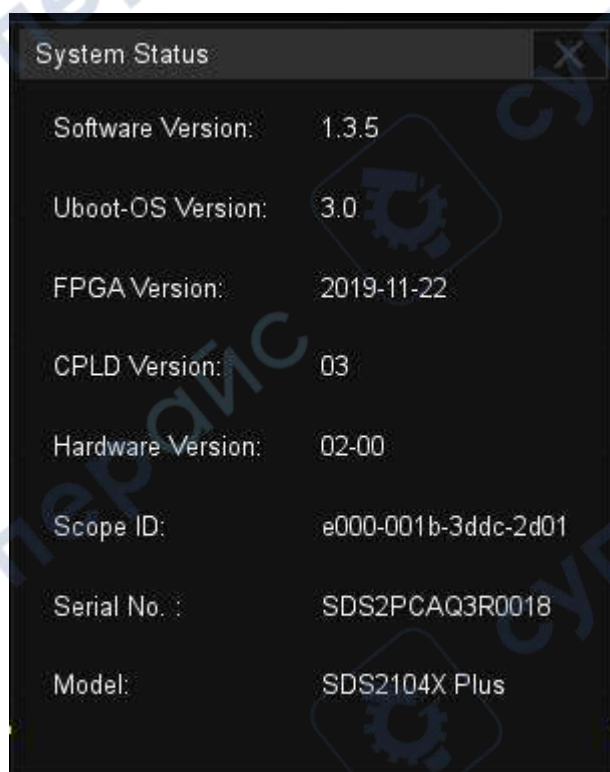 System Status
Software Version: 1.3.5
Uboot-OS Version: 3.0
FPGA Version: 2019-11-22
CPLD Version: 03
Hardware Version: 02-00
Scope ID: e000-001b-3ddc-2d01
Serial No. : SDS2PCAQ3R0018
Model: SDS2104X Plus